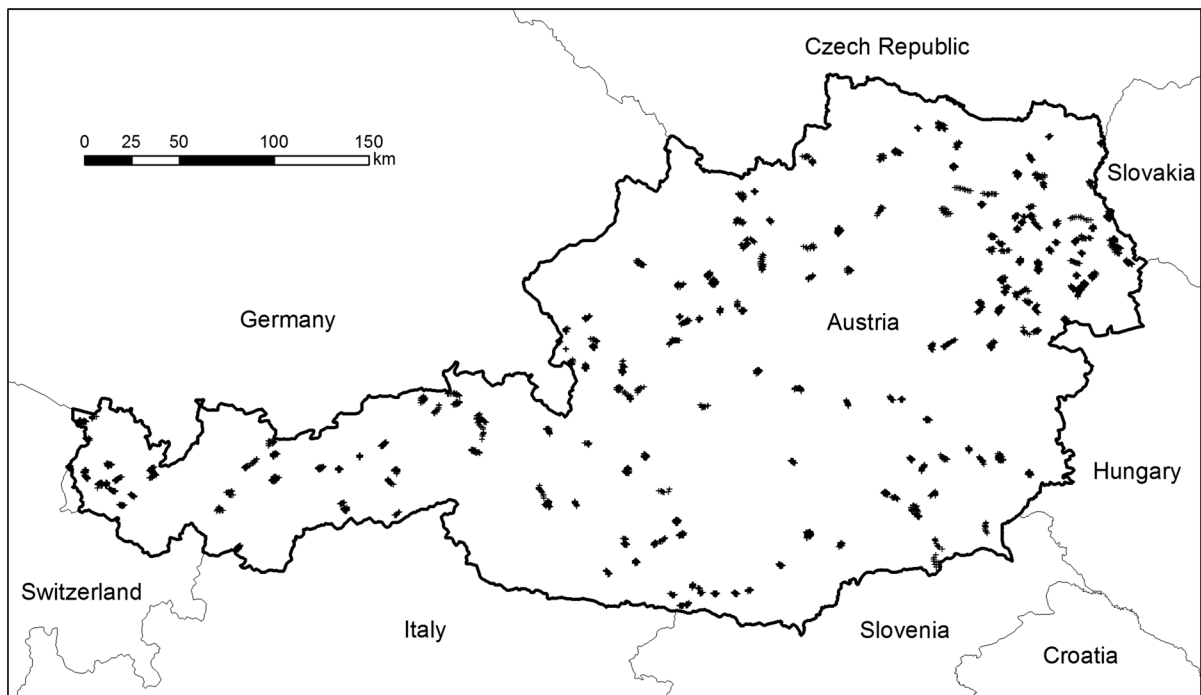 Czech Republic
0 25 50 100 150
km
Slovakia
Germany
Austria
Hungary
Switzerland
Italy
Slovenia
Croatia